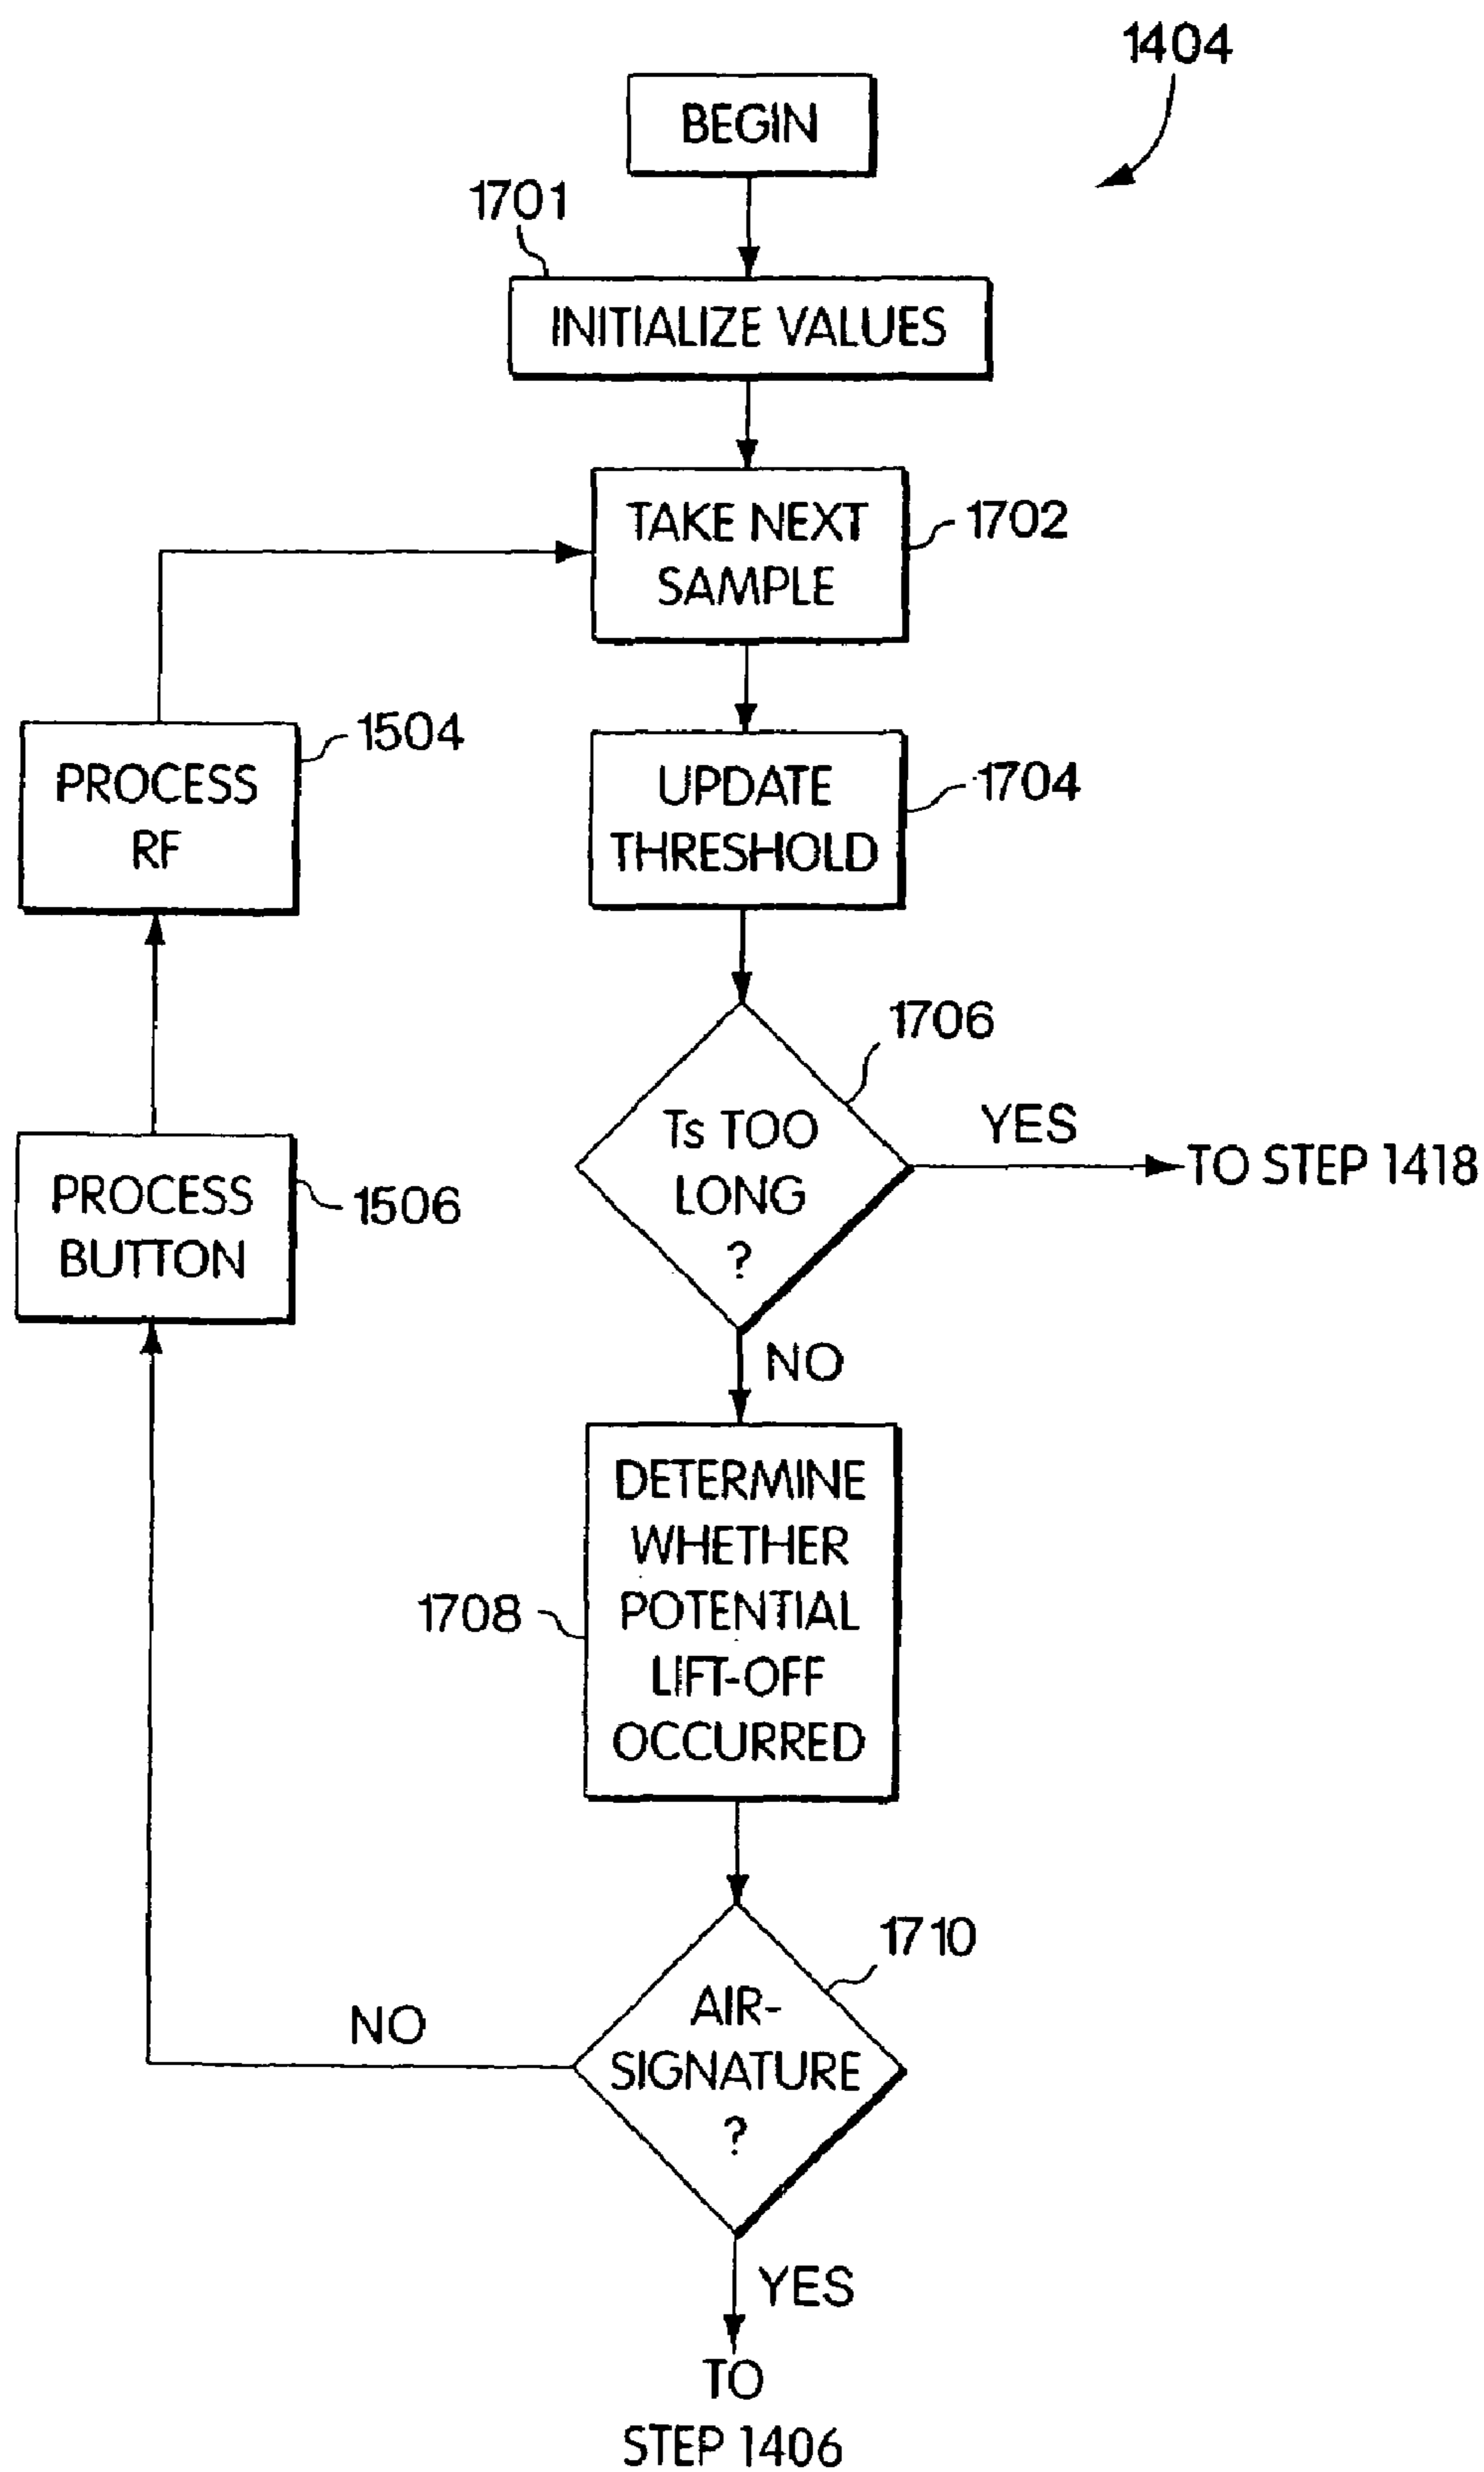 1404
BEGIN
1701
INITIALIZE VALUES
TAKE NEXT
SAMPLE
1702
PROCESS
RF
1504
UPDATE
THRESHOLD
1704
1706
Ts TOO
LONG
?
YES
TO STEP 1418
PROCESS
BUTTON
1506
NO
DETERMINE
WHETHER
POTENTIAL
LIFT-OFF
OCCURRED
1708
1710
AIR-
SIGNATURE
?
NO
YES
TO
STEP 1406